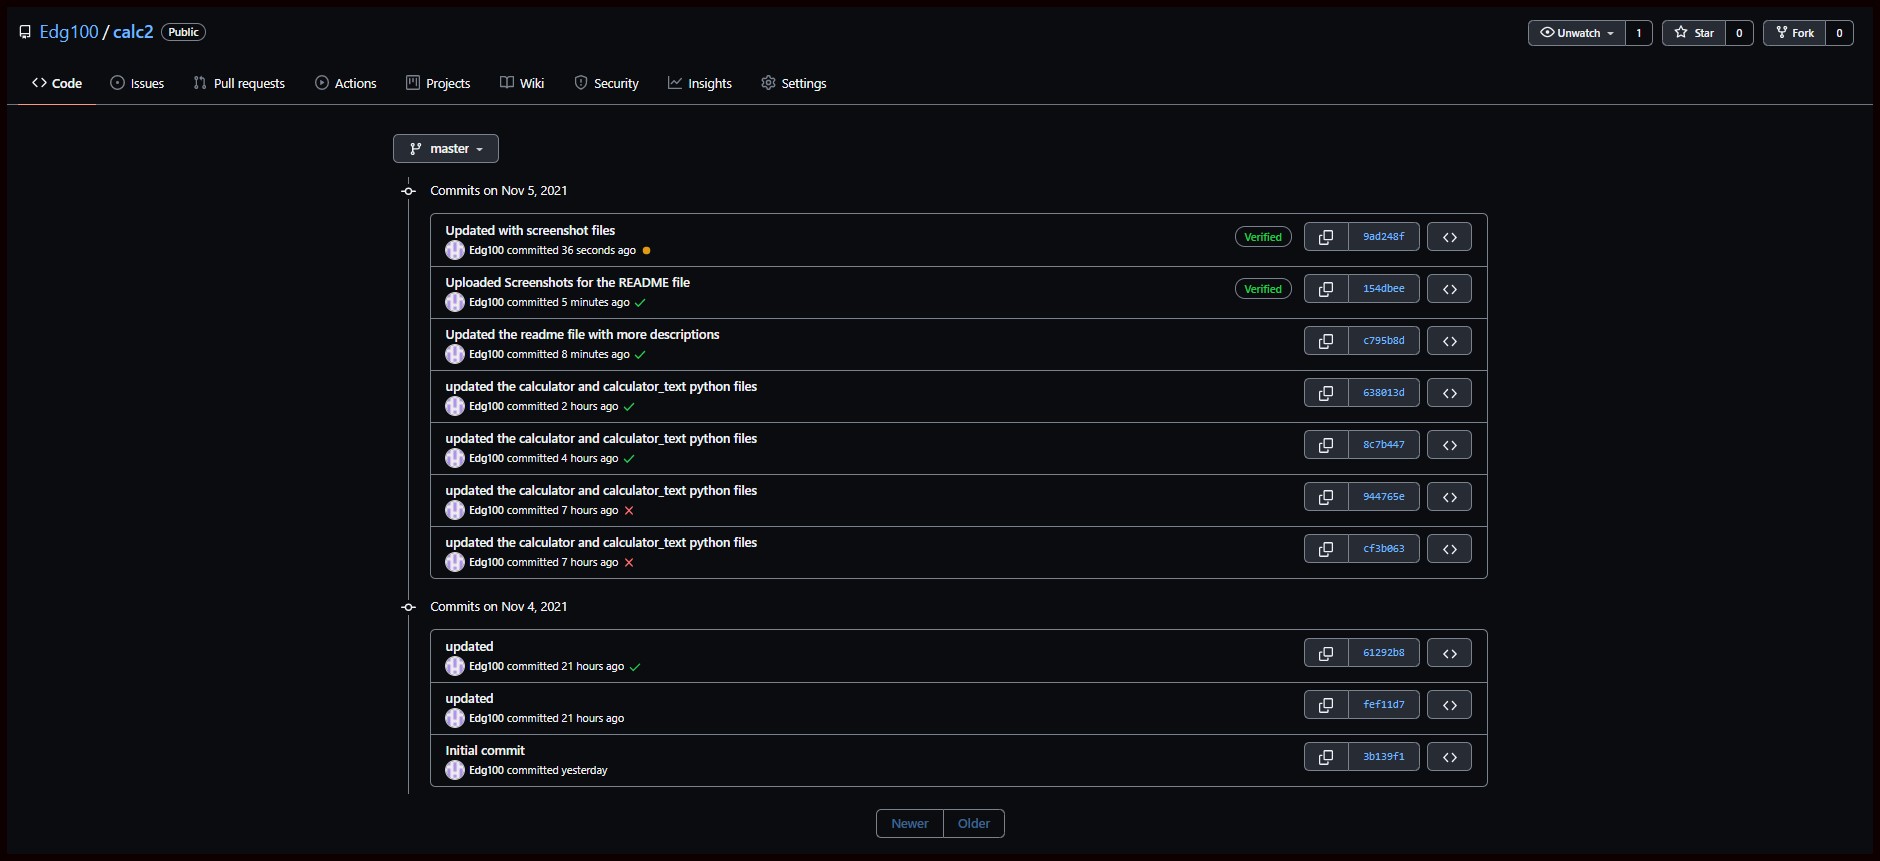 Edg100 / calc2 Public Unwatch 1 Star 0 Fork 0
Code Issues Pull requests Actions Projects Wiki Security Insights Settings
master
Commits on Nov 5, 2021
Updated with screenshot files
Edg100 committed 36 seconds ago Verified 9ad248f
Uploaded Screenshots for the README file
Edg100 committed 5 minutes ago Verified 154dbee
Updated the readme file with more descriptions
Edg100 committed 8 minutes ago c795b8d
updated the calculator and calculator_text python files
Edg100 committed 2 hours ago 638013d
updated the calculator and calculator_text python files
Edg100 committed 4 hours ago 8c7b447
updated the calculator and calculator_text python files
Edg100 committed 7 hours ago 944765e
updated the calculator and calculator_text python files
Edg100 committed 7 hours ago cf3b063
Commits on Nov 4, 2021
updated
Edg100 committed 21 hours ago 61292b8
updated
Edg100 committed 21 hours ago fef11d7
Initial commit
Edg100 committed yesterday 3b139f1
Newer Older